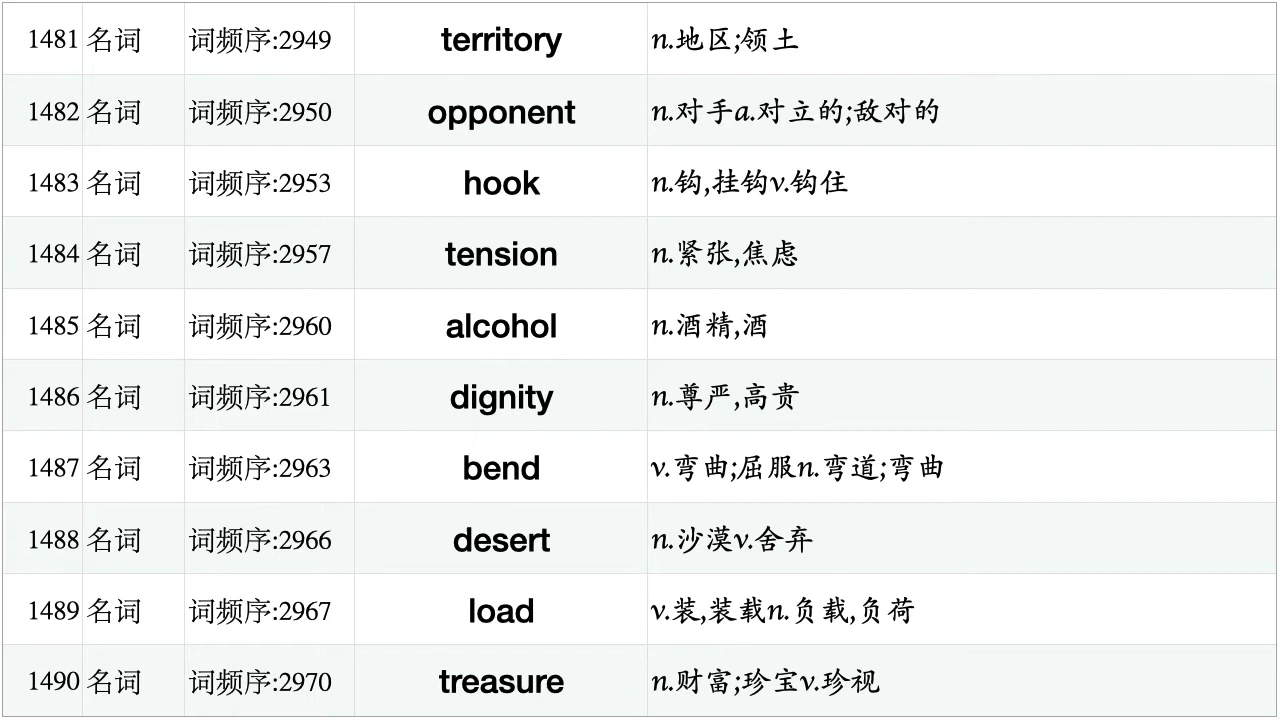 1481 名词 词频序:2949 territory n.地区;领土
1482 名词 词频序:2950 opponent n.对手a.对立的;敌对的
1483 名词 词频序:2953 hook n.钩,挂钩v.钩住
1484 名词 词频序:2957 tension n.紧张,焦虑
1485 名词 词频序:2960 alcohol n.酒精,酒
1486 名词 词频序:2961 dignity n.尊严,高贵
1487 名词 词频序:2963 bend v.弯曲;屈服n.弯道;弯曲
1488 名词 词频序:2966 desert n.沙漠v.舍弃
1489 名词 词频序:2967 load v.装,装载n.负载,负荷
1490 名词 词频序:2970 treasure n.财富;珍宝v.珍视